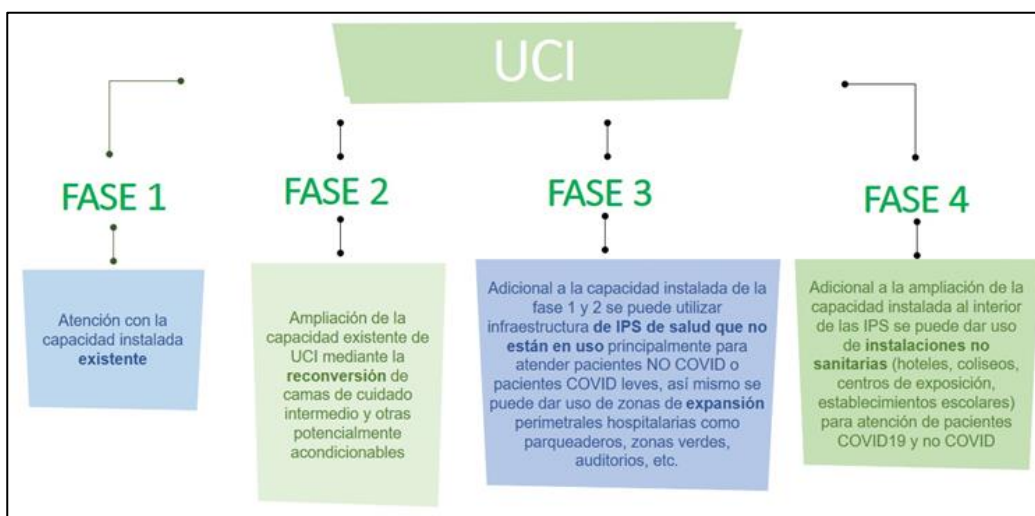 UCI
FASE 1
Atención con la
capacidad instalada
existente
FASE 2
Ampliación de la
capacidad existente de
UCI mediante la
reconversión de
camas de cuidado
intermedio y otras
potencialmente
acondicionables
FASE 3
Adicional a la capacidad instalada de la
fase 1 y 2 se puede utilizar
infraestructura de IPS de salud que no
están en uso principalmente para
atender pacientes NO COVID o
pacientes COVID leves, así mismo se
puede dar uso de zonas de expansión
perimetrales hospitalarias como
parqueaderos, zonas verdes,
auditorios, etc.
FASE 4
Adicional a la ampliación de la
capacidad instalada al interior
de las IPS se puede dar uso
de instalaciones no
sanitarias (hoteles, coliseos,
centros de exposición,
establecimientos escolares)
para atención de pacientes
COVID19 y no COVID